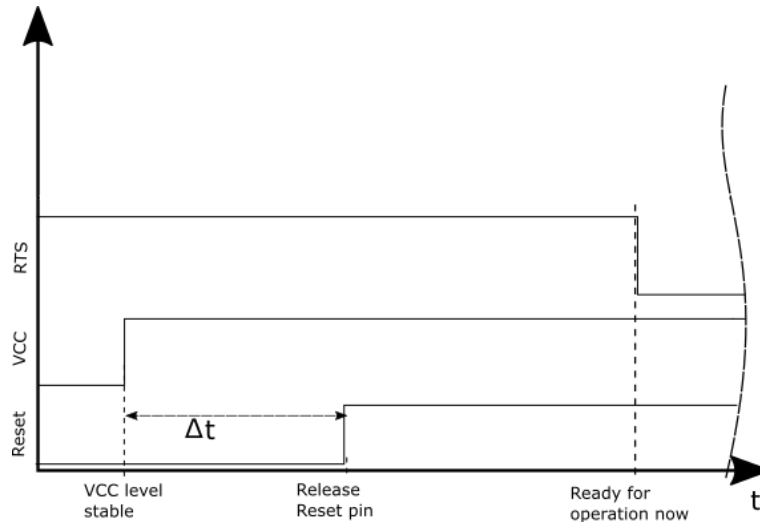 RTS
VCC
Reset
Δt
VCC level
stable
Release
Reset pin
Ready for
operation now
t